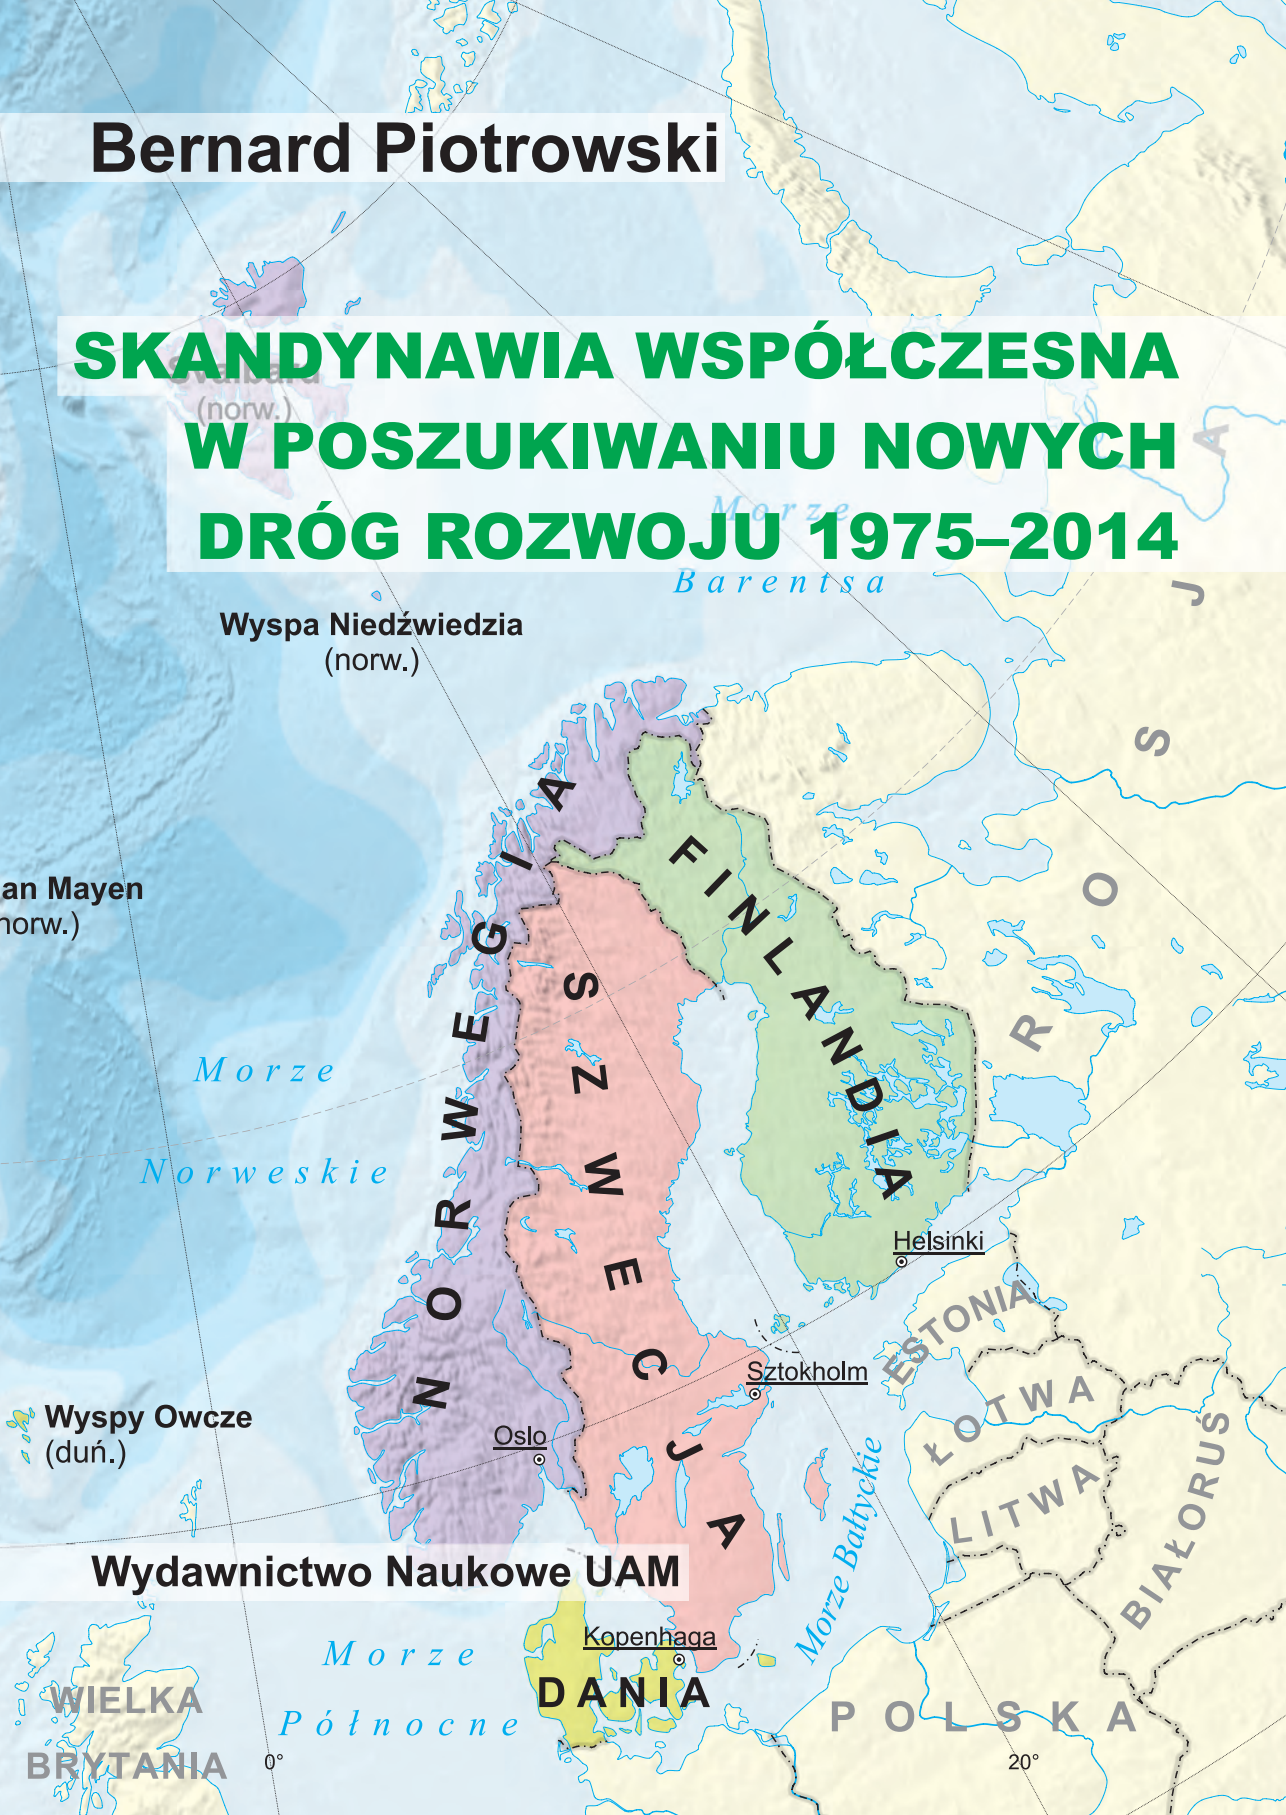 Bernard Piotrowski
SKANDYNAWIA WSPÓŁCZESNA
W POSZUKIWANIU NOWYCH
DRÓG ROZWOJU 1975–2014
Svalbard
(norw.)
Morze
Barentsa
Wyspa Niedźwiedzia
(norw.)
an Mayen
norw.)
NORWEGIA
SZWECJA
FINLANDIA
ROSJA
Morze
Norweskie
Helsinki
ESTONIA
Sztokholm
Oslo
ŁOTWA
LITWA
BIAŁORUŚ
Wyspy Owcze
(duń.)
Morze Bałtyckie
Wydawnictwo Naukowe UAM
Kopenhaga
DANIA
Morze
Północne
WIELKA
BRYTANIA
POLSKA
0°
20°